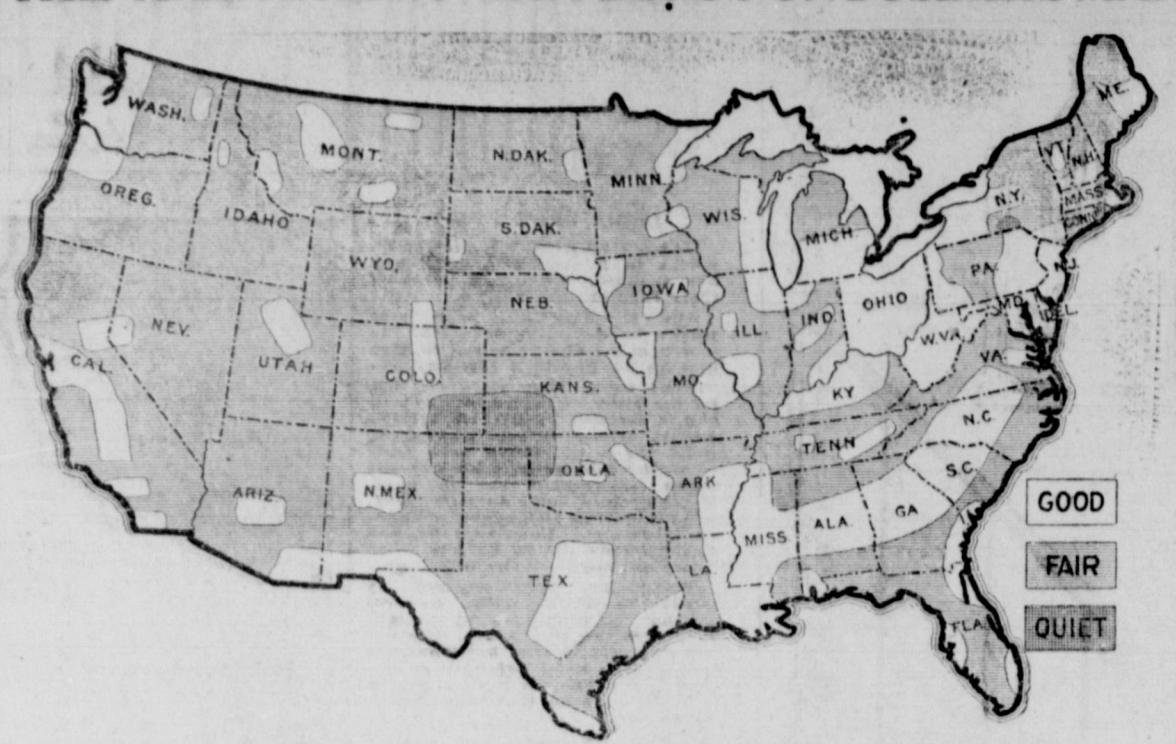 WASH.
MONT.
N.DAK.
MINN.
ME.
VT.
N.H.
OREG.
IDAHO
WYO.
S.DAK.
WIS.
MICH
N.Y.
MASS.
CONN.
NEV.
UTAH
COLO.
NEB.
IOWA
ILL.
IND.
OHIO
PA.
N.J.
MD.
DEL.
W.VA.
VA.
CAL.
KANS.
MO.
KY
N.C.
TENN
S.C.
ARIZ.
N.MEX.
OKLA.
ARK
MISS.
ALA.
GA
TEX
LA.
FLA.
GOOD
FAIR
QUIET